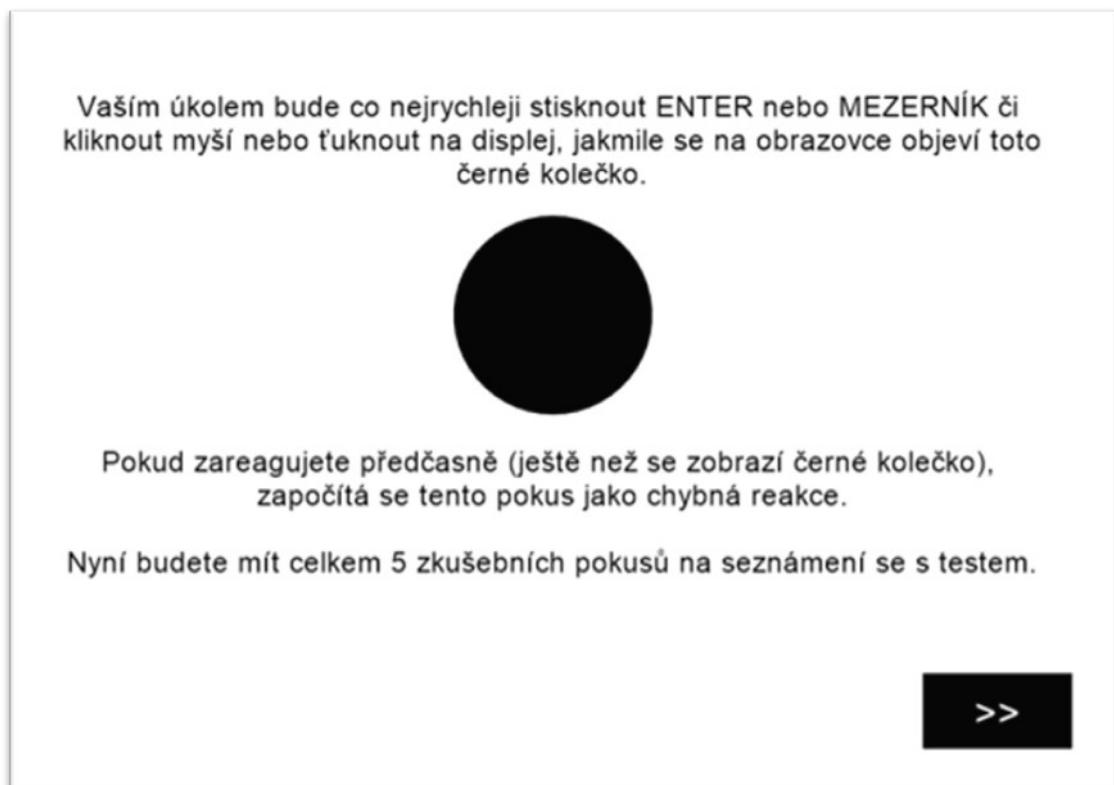 Vaším úkolem bude co nejrychleji stisknout ENTER nebo MEZERNÍK či
kliknout myší nebo ťuknout na displej, jakmile se na obrazovce objeví toto
černé kolečko.
Pokud zareagujete předčasně (ještě než se zobrazí černé kolečko),
započítá se tento pokus jako chybná reakce.
Nyní budete mít celkem 5 zkušebních pokusů na seznámení se s testem.
>>